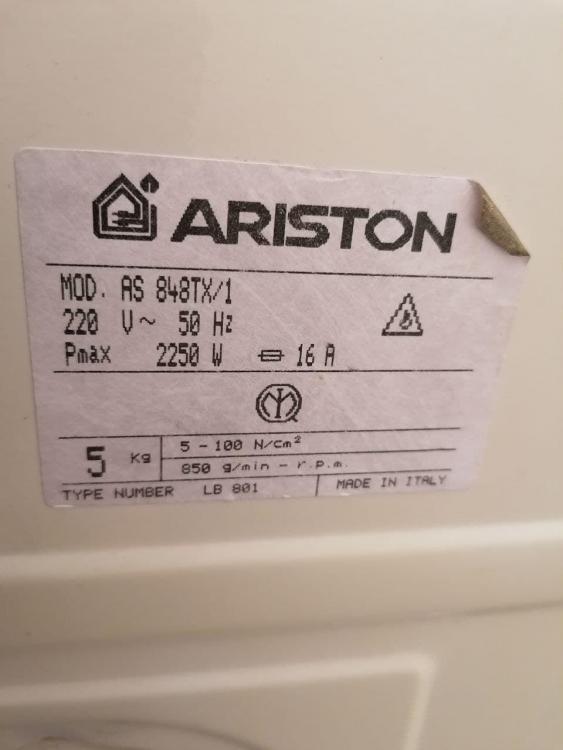 ARISTON
MOD. AS 848TX/1
220 V~ 50 Hz
Pmax 2250 W 16 A
5 Kg
5 - 100 N/cm²
850 g/min - r.p.m.
TYPE NUMBER LB 801 MADE IN ITALY